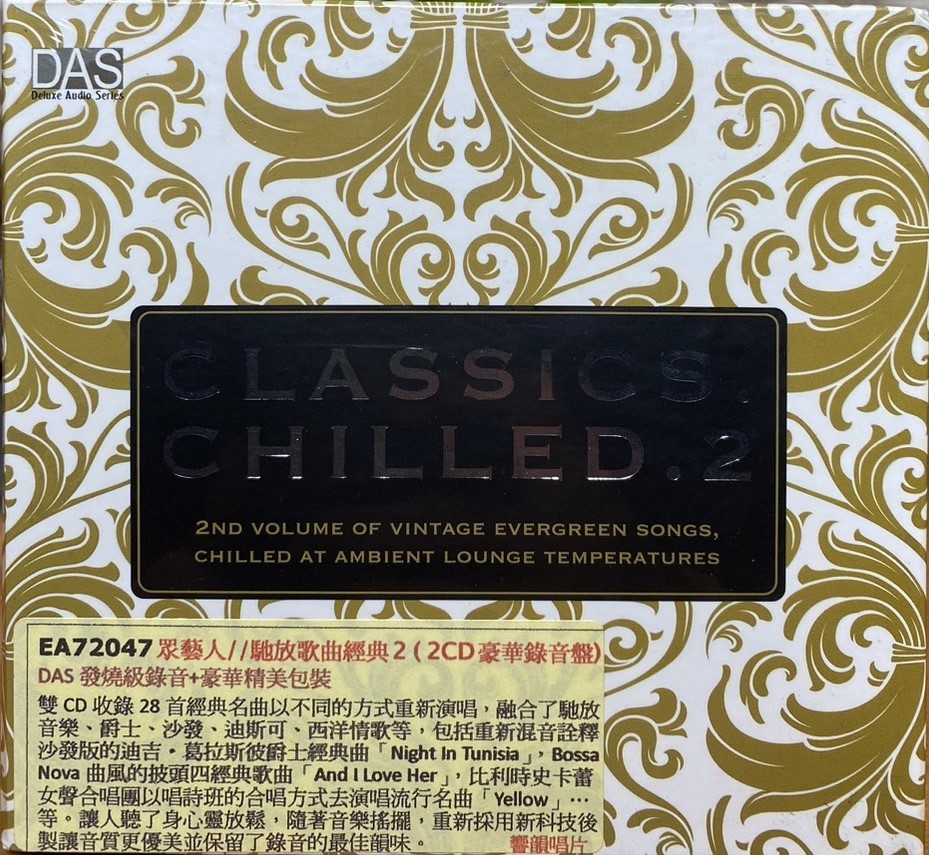 DAS
Deluxe Audio Series
CLASSICS.
CHILLED.2
2ND VOLUME OF VINTAGE EVERGREEN SONGS,
CHILLED AT AMBIENT LOUNGE TEMPERATURES
EA72047 眾藝人//馳放歌曲經典2(2CD豪華錄音盤)
DAS 發燒級錄音+豪華精美包裝
雙 CD 收錄 28 首經典名曲以不同的方式重新演唱，融合了馳放
音樂、爵士、沙發、迪斯可、西洋情歌等，包括重新混音詮釋
沙發版的迪吉·葛拉斯彼爵士經典曲「Night In Tunisia」，Bossa
Nova 曲風的披頭四經典歌曲「And I Love Her」，比利時史卡蕾
女聲合唱團以唱詩班的合唱方式去演唱流行名曲「Yellow」…
等。讓人聽了身心靈放鬆，隨著音樂搖擺，重新採用新科技後
製讓音質更優美並保留了錄音的最佳韻味。 響韻唱片